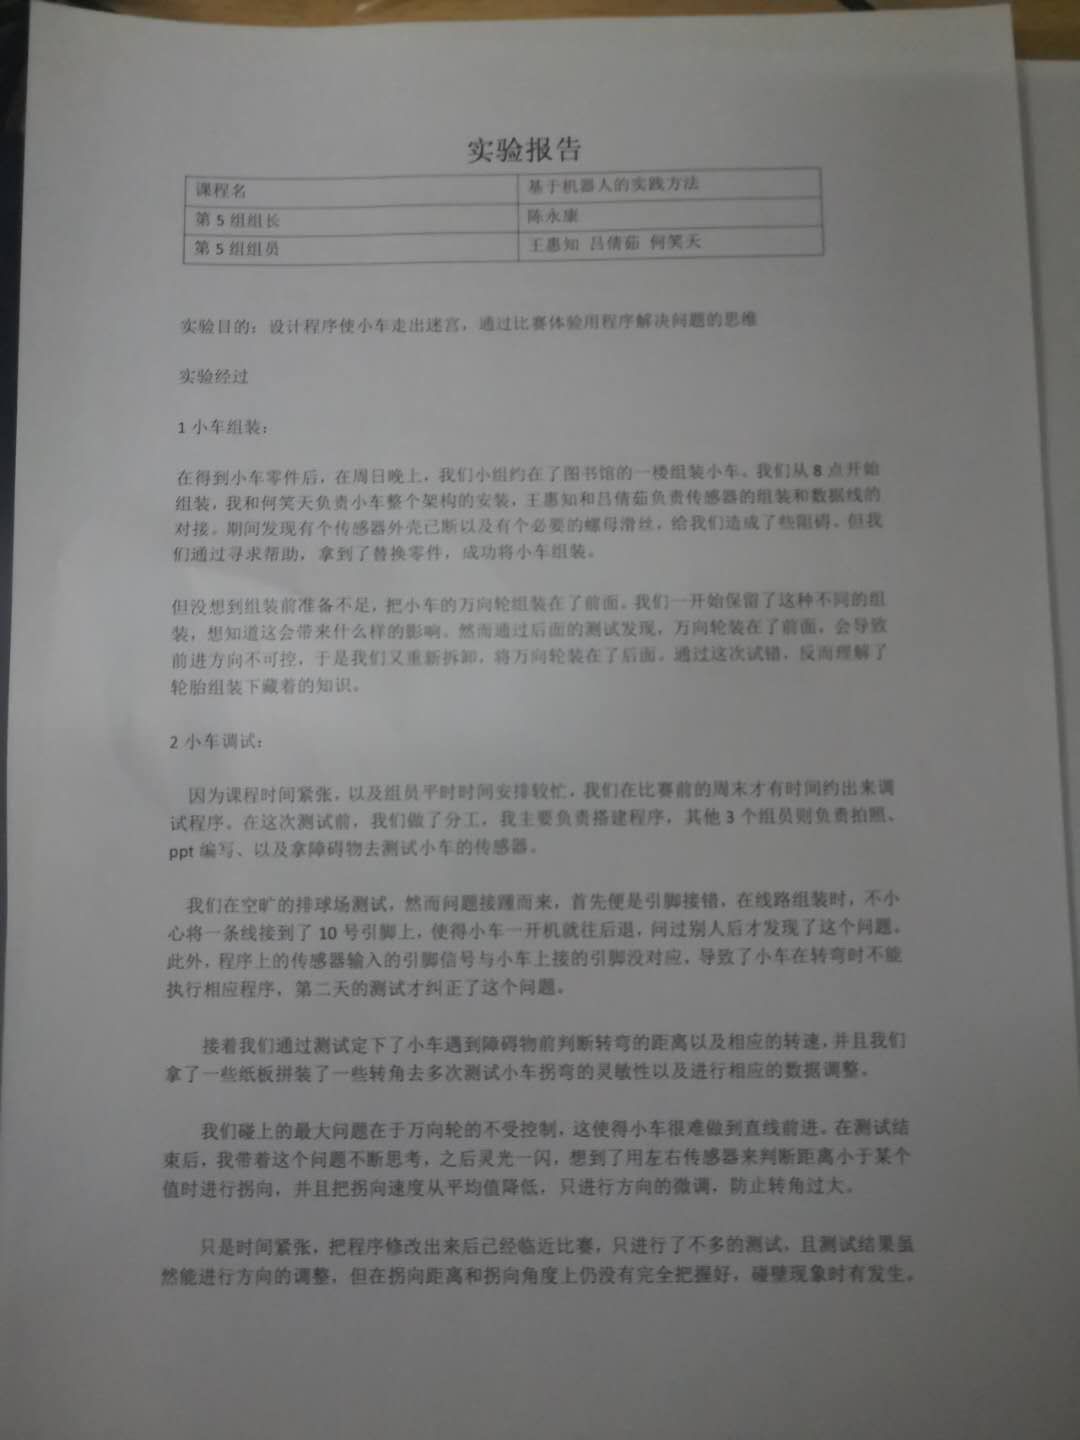 实验报告
课程名 基于机器人的实践方法
第 5 组组长 陈永康
第 5 组组员 王惠知 吕倩茹 何笑天
实验目的：设计程序使小车走出迷宫，通过比赛体验用程序解决问题的思维
实验经过
1 小车组装：
在得到小车零件后，在周日晚上，我们小组约在了图书馆的一楼组装小车。我们从 8 点开始
组装，我和何笑天负责小车整个架构的安装，王惠知和吕倩茹负责传感器的组装和数据线的
对接。期间发现有个传感器外壳已断以及有个必要的螺母滑丝，给我们造成了些阻碍。但我
们通过寻求帮助，拿到了替换零件，成功将小车组装。
但没想到组装前准备不足，把小车的万向轮组装在了前面。我们一开始保留了这种不同的组
装，想知道这会带来什么样的影响。然而通过后面的测试发现，万向轮装在了前面，会导致
前进方向不可控，于是我们又重新拆卸，将万向轮装在了后面。通过这次试错，反而理解了
轮胎组装下藏着的知识。
2 小车调试：
因为课程时间紧张，以及组员平时时间安排较忙，我们在比赛前的周末才有时间约出来调
试程序。在这次测试前，我们做了分工，我主要负责搭建程序，其他 3 个组员则负责拍照、
ppt 编写、以及拿障碍物去测试小车的传感器。
我们在空旷的排球场测试，然而问题接踵而来，首先便是引脚接错，在线路组装时，不小
心将一条线接到了 10 号引脚上，使得小车一开机就往后退，问过别人后才发现了这个问题。
此外，程序上的传感器输入的引脚信号与小车上接的引脚没对应，导致了小车在转弯时不能
执行相应程序，第二天的测试才纠正了这个问题。
接着我们通过测试定下了小车遇到障碍物前判断转弯的距离以及相应的转速，并且我们
拿了一些纸板拼装了一些转角去多次测试小车拐弯的灵敏性以及进行相应的数据调整。
我们碰上的最大问题在于万向轮的不受控制，这使得小车很难做到直线前进。在测试结
束后，我带着这个问题不断思考，之后灵光一闪，想到了用左右传感器来判断距离小于某个
值时进行拐向，并且把拐向速度从平均值降低，只进行方向的微调，防止转角过大。
只是时间紧张，把程序修改出来后已经临近比赛，只进行了不多的测试，且测试结果虽
然能进行方向的调整，但在拐向距离和拐向角度上仍没有完全把握好，碰壁现象时有发生。